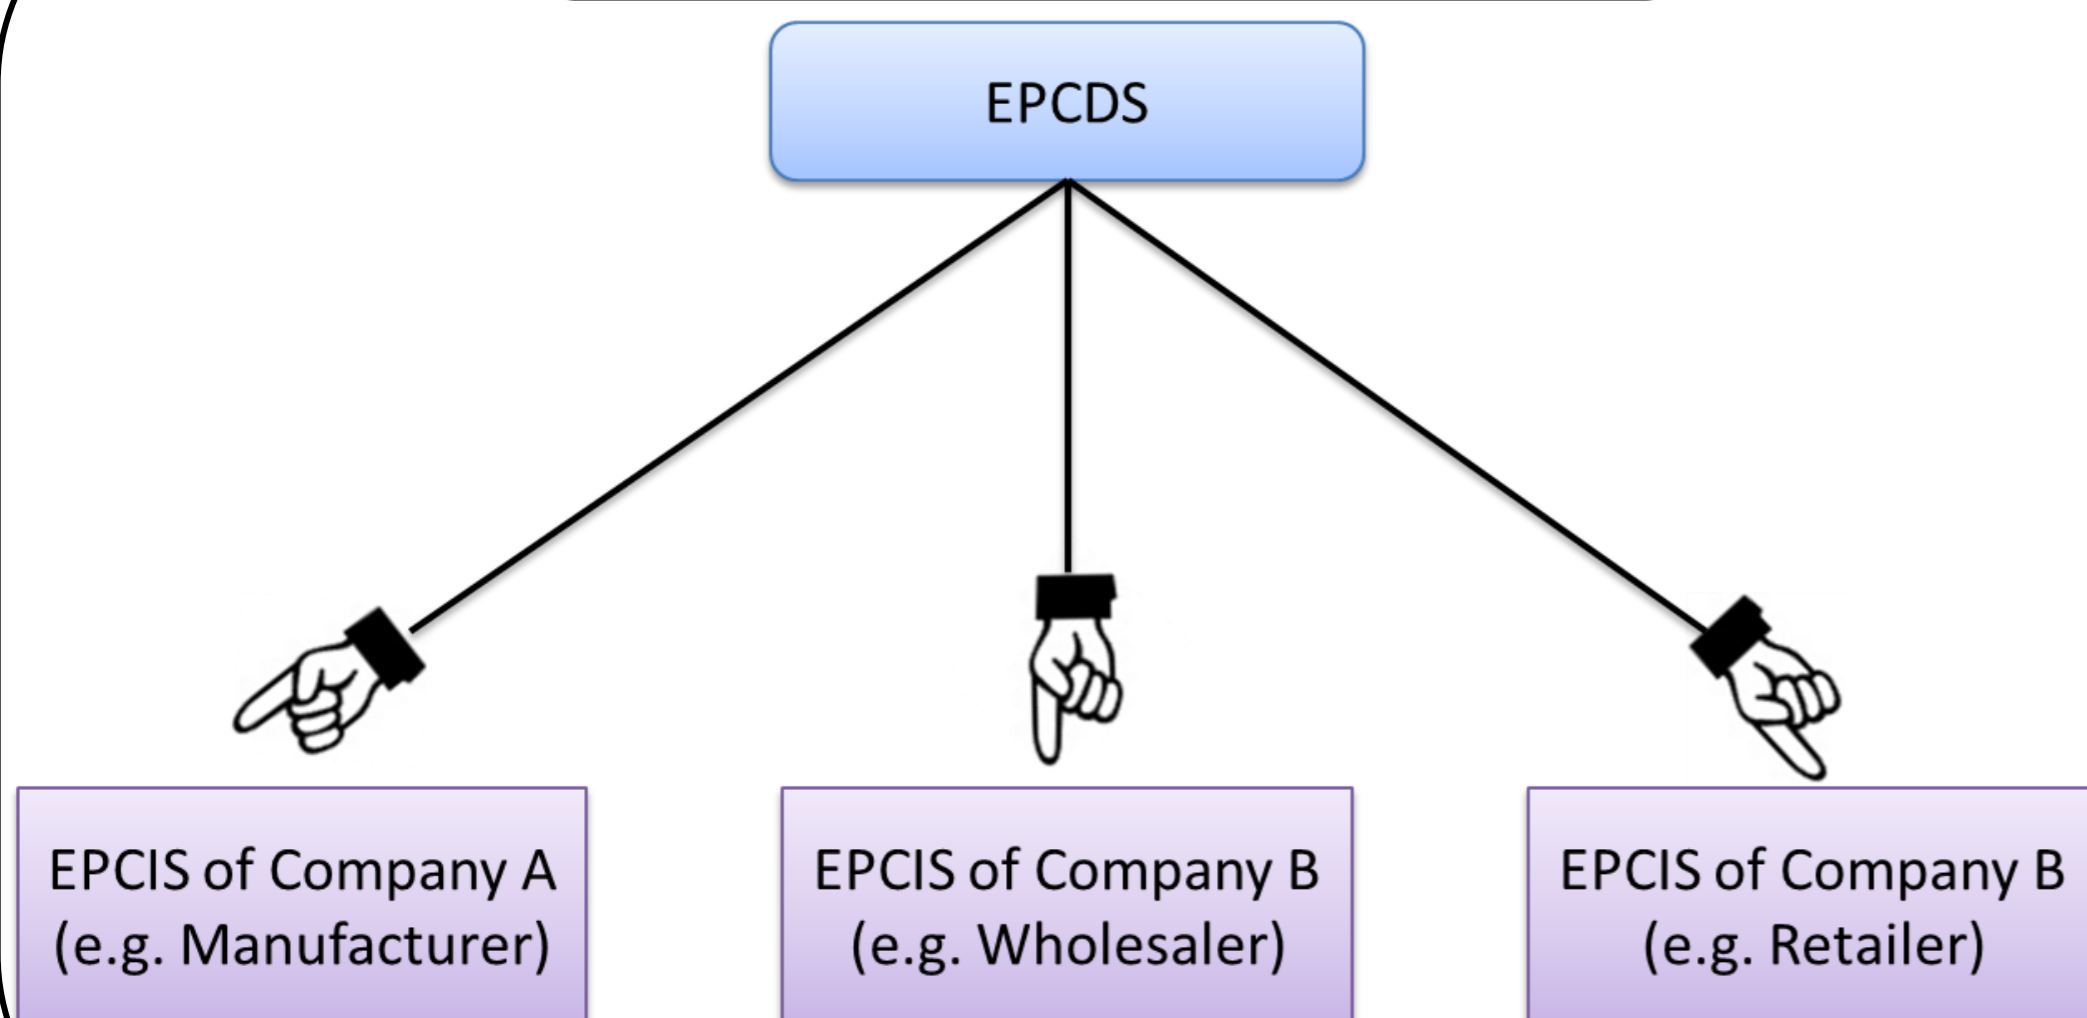 EPCDS
EPCIS of Company A
(e.g. Manufacturer)
EPCIS of Company B
(e.g. Wholesaler)
EPCIS of Company B
(e.g. Retailer)